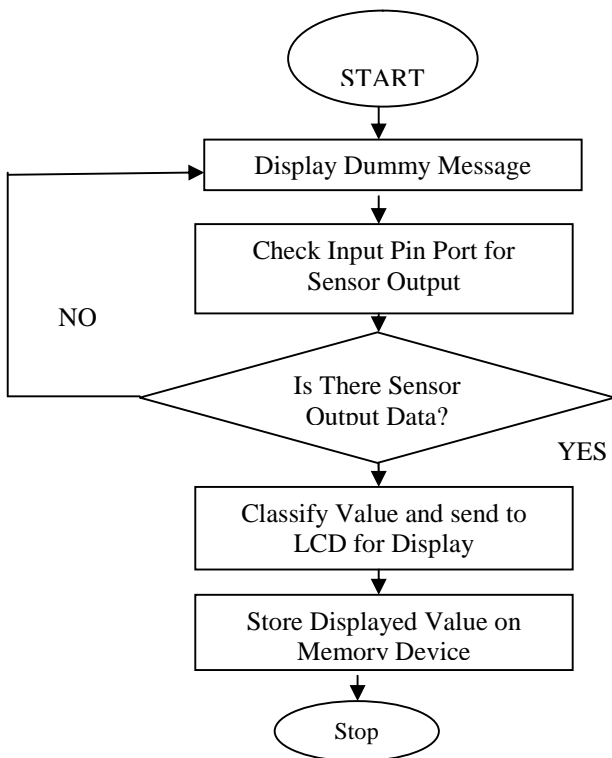 START
Display Dummy Message
Check Input Pin Port for
Sensor Output
NO
Is There Sensor
Output Data?
YES
Classify Value and send to
LCD for Display
Store Displayed Value on
Memory Device
Stop